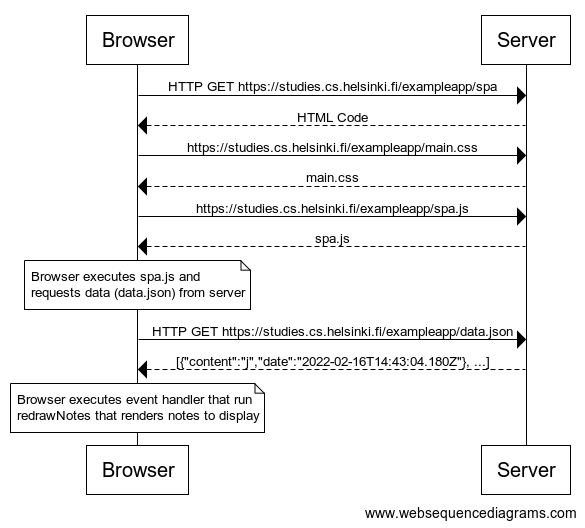 Browser
Server
HTTP GET https://studies.cs.helsinki.fi/exampleapp/spa
HTML Code
https://studies.cs.helsinki.fi/exampleapp/main.css
main.css
https://studies.cs.helsinki.fi/exampleapp/spa.js
spa.js
Browser executes spa.js and
requests data (data.json) from server
HTTP GET https://studies.cs.helsinki.fi/exampleapp/data.json
[{"content":"j","date":"2022-02-16T14:43:04.180Z"}, ...]
Browser executes event handler that run
redrawNotes that renders notes to display
Browser
Server
www.websequencediagrams.com